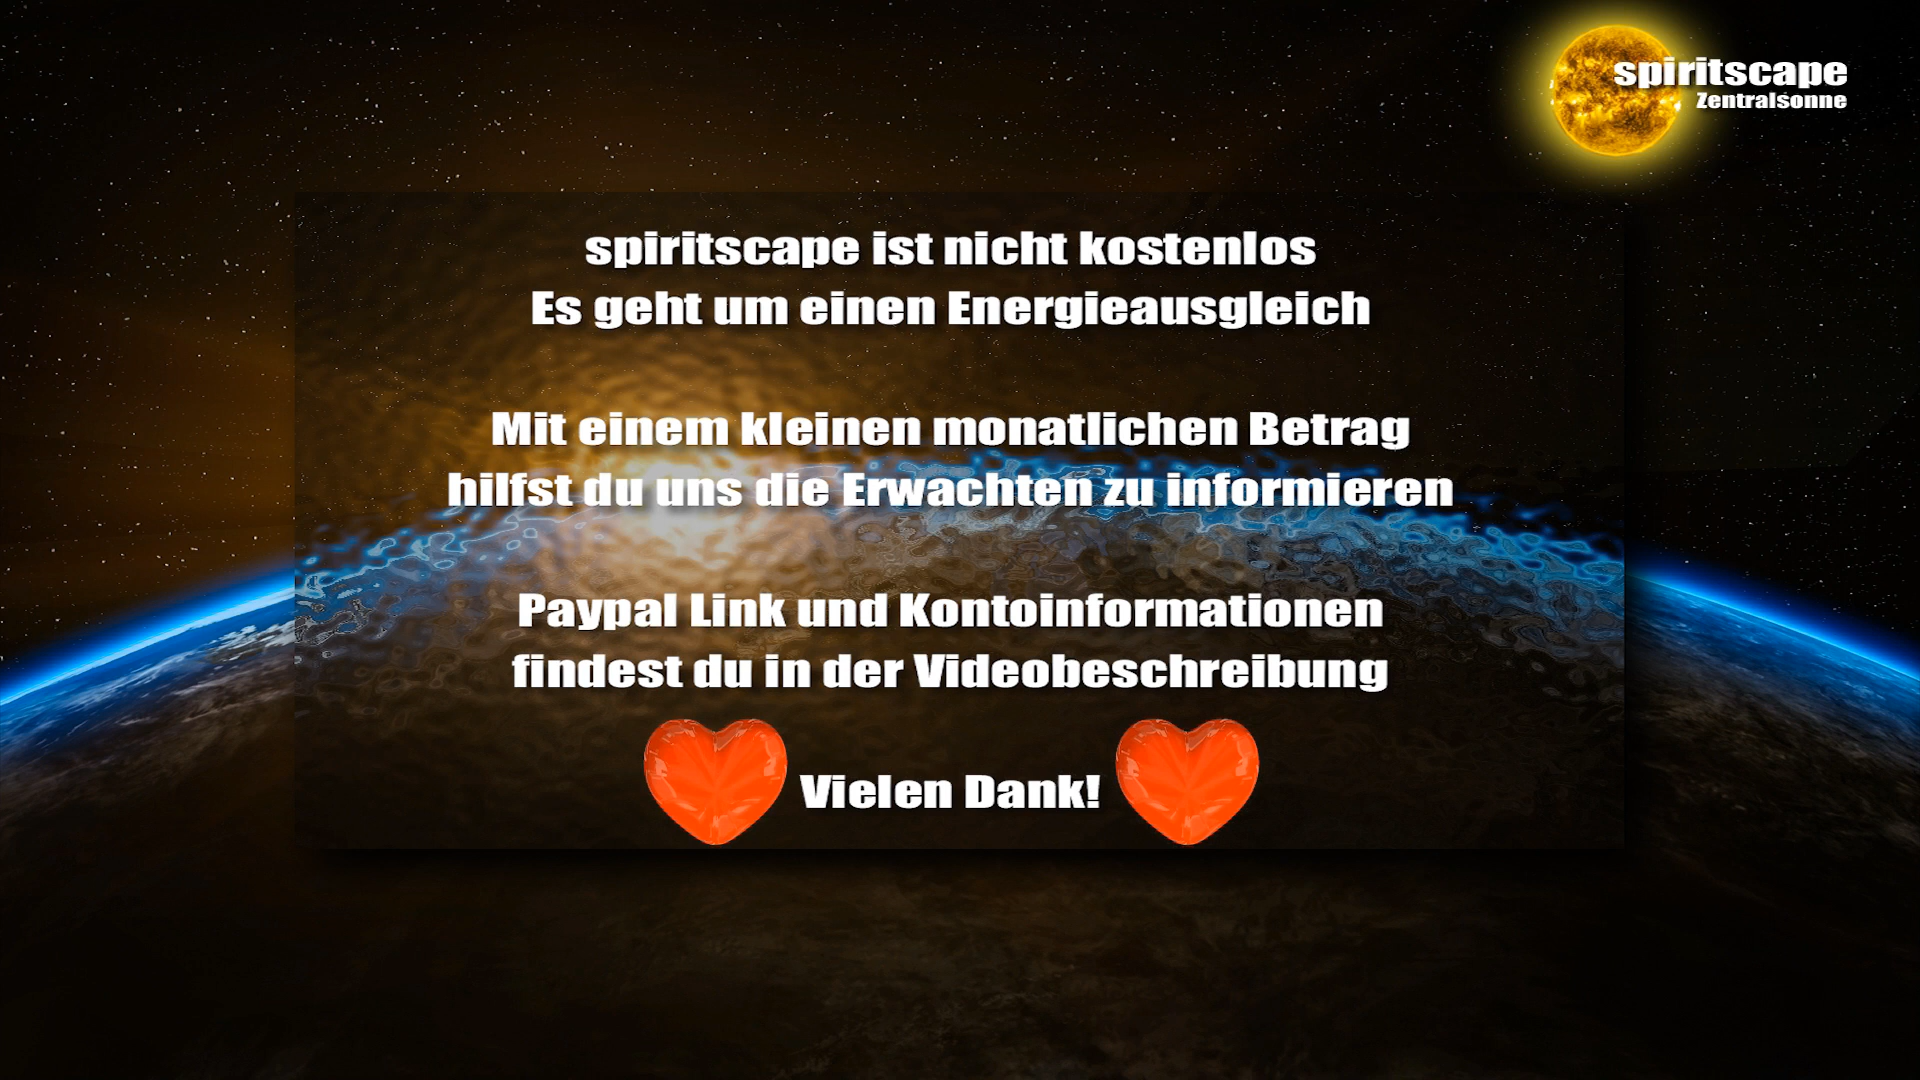 spiritscape
Zentralsonne
spiritscape ist nicht kostenlos
Es geht um einen Energieausgleich
Mit einem kleinen monatlichen Betrag
hilfst du uns die Erwachten zu informieren
Paypal Link und Kontoinformationen
findest du in der Videobeschreibung
Vielen Dank!